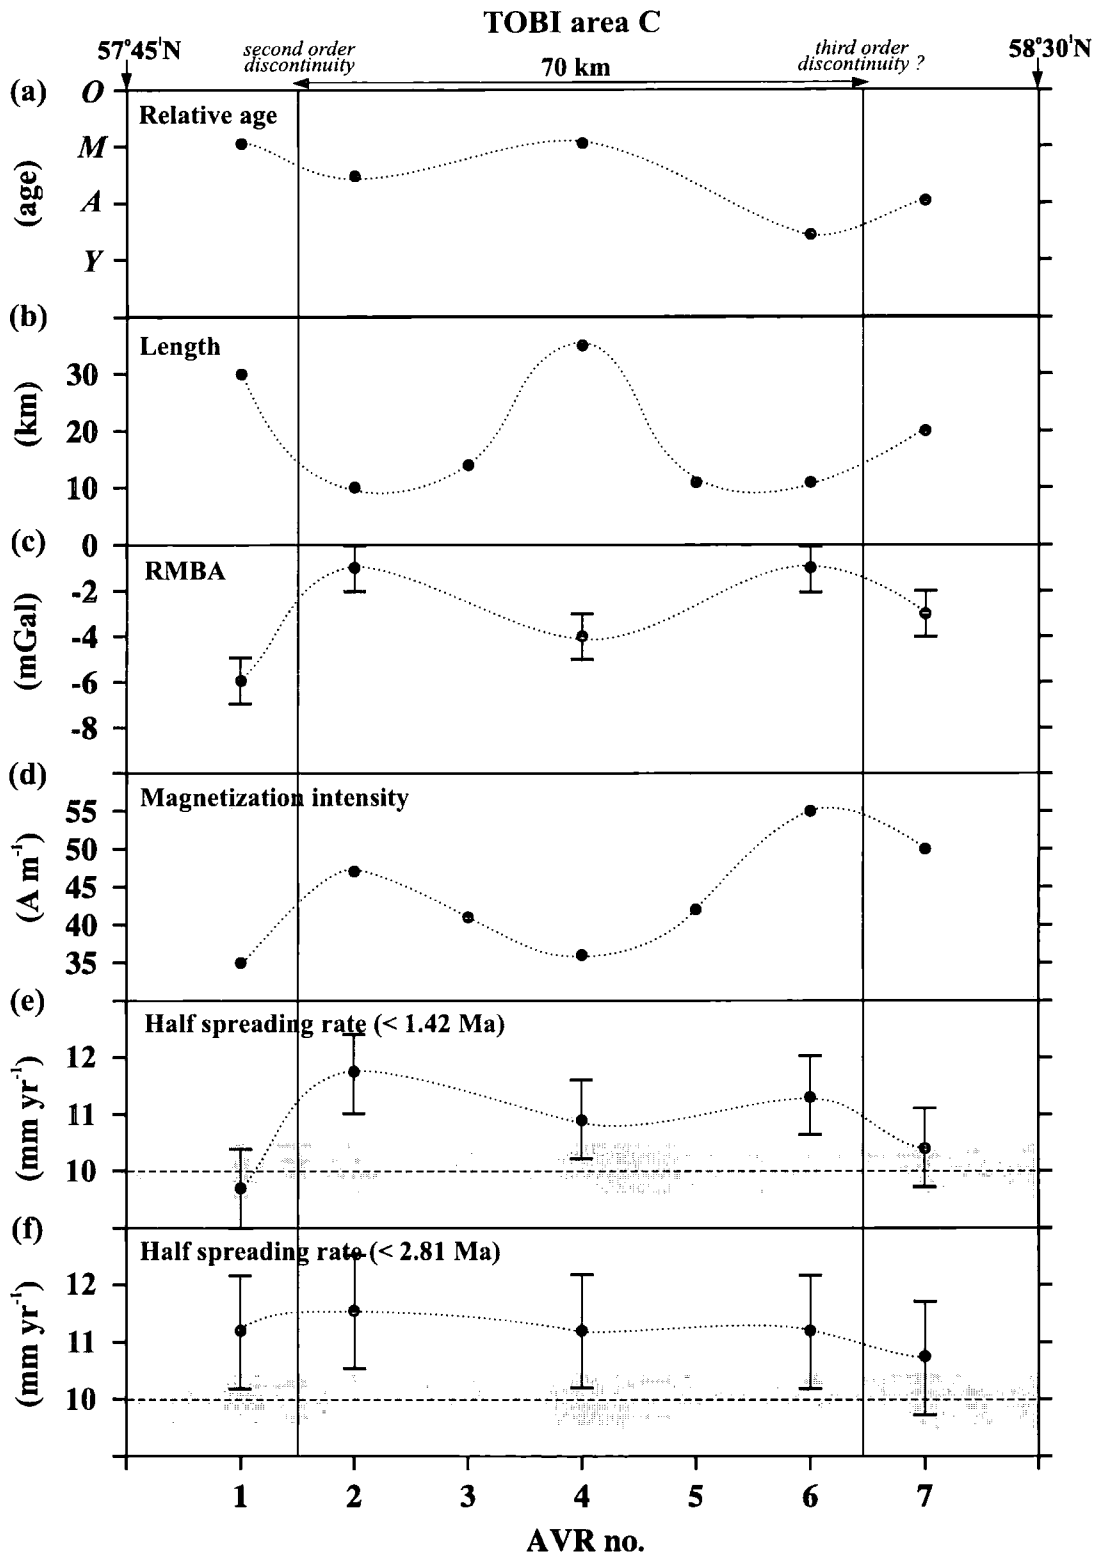 TOBI area C
57°45'N
second order
discontinuity
70 km
third order
discontinuity ?
58°30'N
(a)
Relative age
(age)
O
M
A
Y
(b)
Length
(km)
30
20
10
(c)
RMBA
(mGal)
0
-2
-4
-6
-8
(d)
Magnetization intensity
(A m-1)
55
50
45
40
35
(e)
Half spreading rate (< 1.42 Ma)
(mm yr-1)
12
11
10
(f)
Half spreading rate (< 2.81 Ma)
(mm yr-1)
12
11
10
1 2 3 4 5 6 7
AVR no.